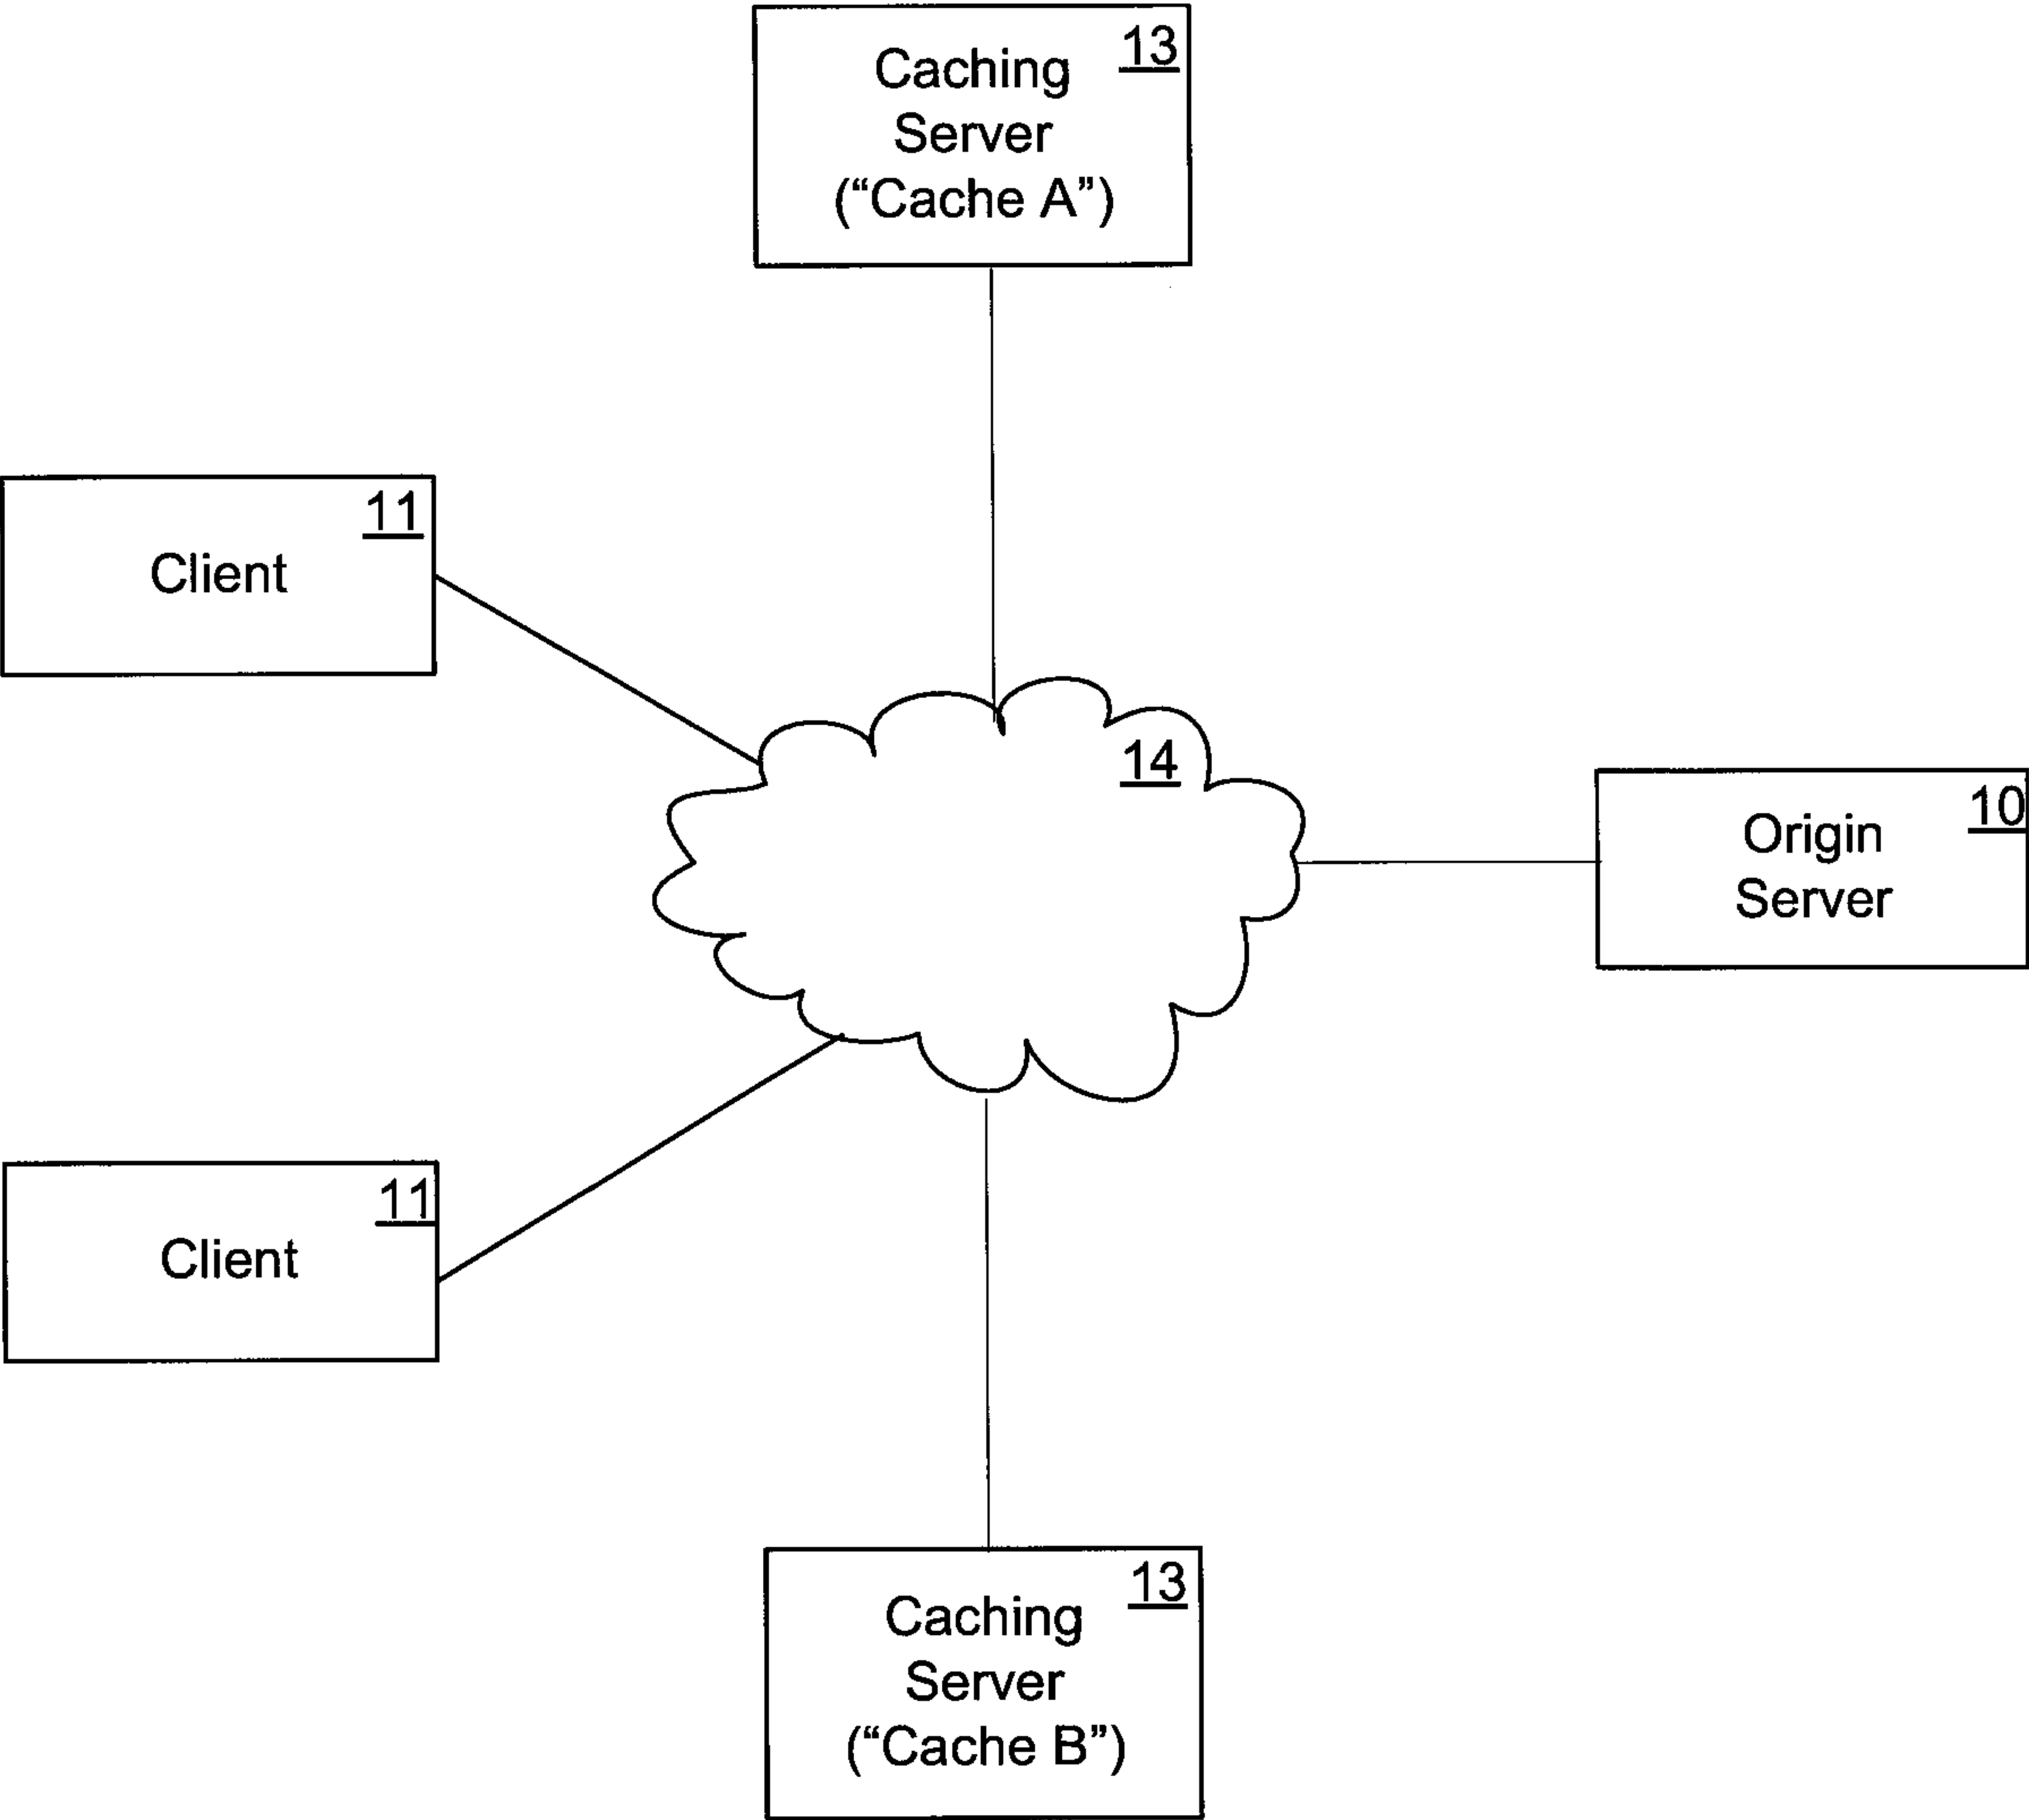 13
Caching
Server
(“Cache A”)
11
Client
14
10
Origin
Server
11
Client
13
Caching
Server
(“Cache B”)